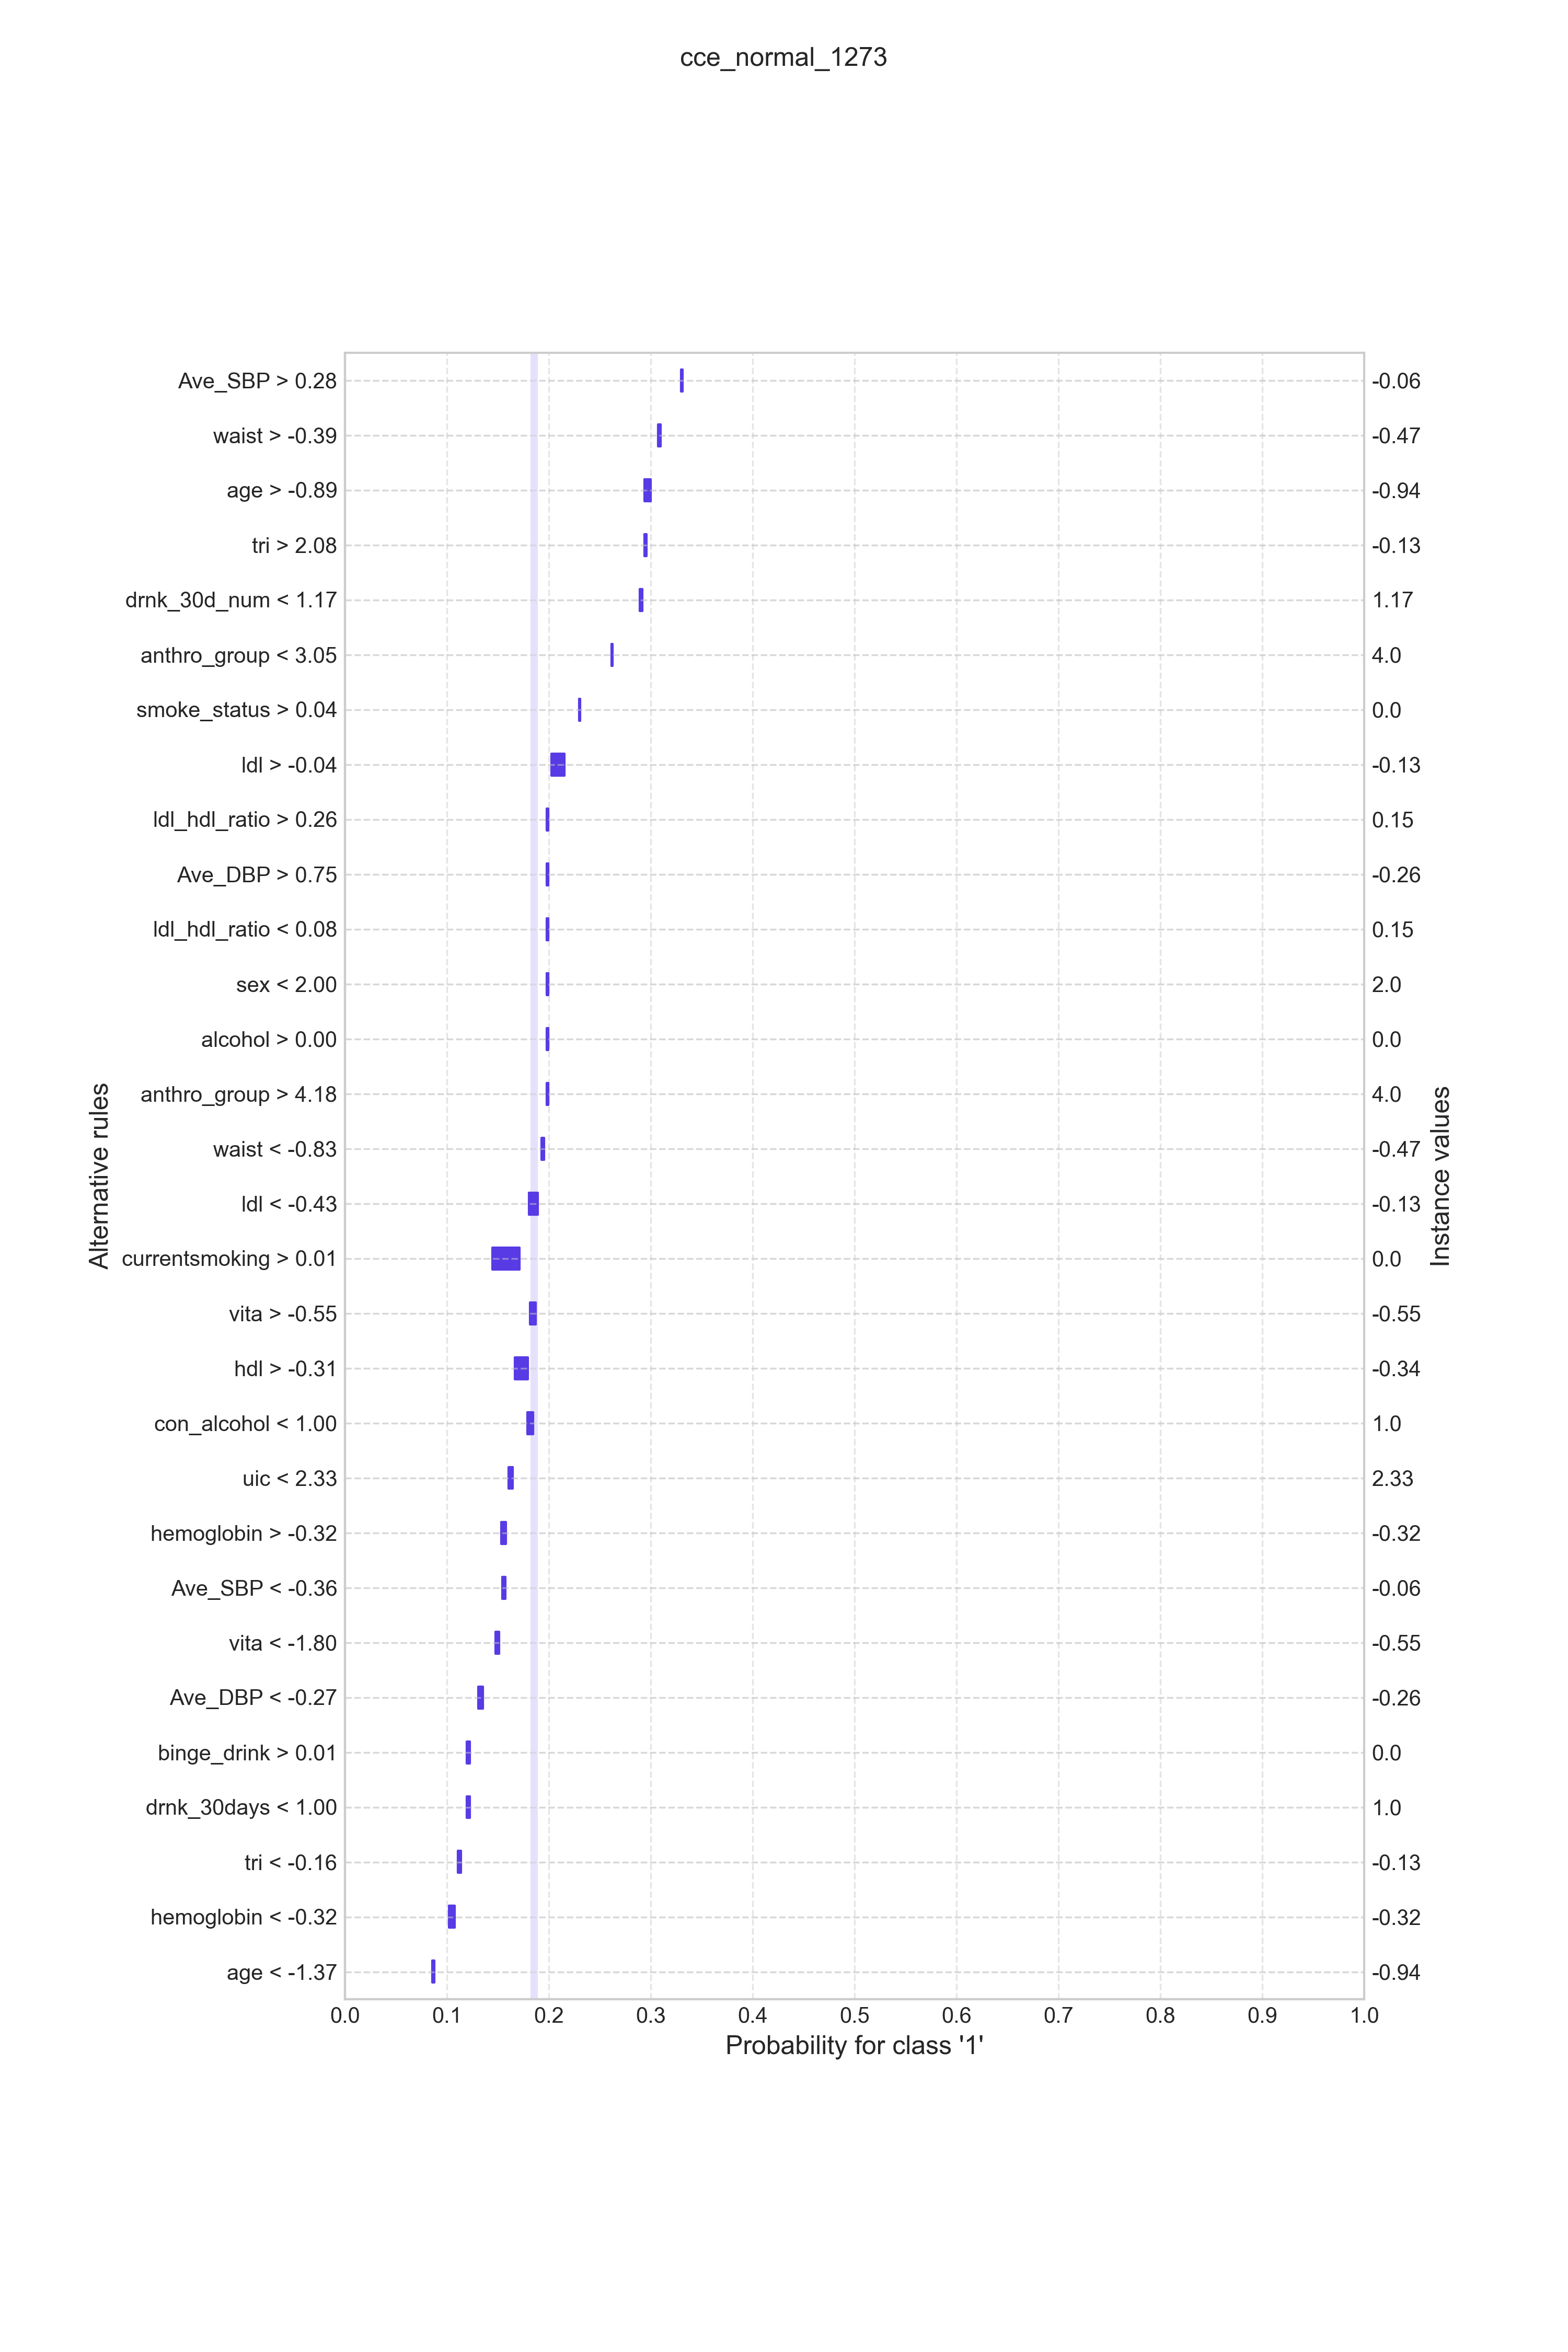 cce_normal_1273
Ave_SBP > 0.28 -0.06
waist > -0.39 -0.47
age > -0.89 -0.94
tri > 2.08 -0.13
drnk_30d_num < 1.17 1.17
anthro_group < 3.05 4.0
smoke_status > 0.04 0.0
ldl > -0.04 -0.13
ldl_hdl_ratio > 0.26 0.15
Ave_DBP > 0.75 -0.26
ldl_hdl_ratio < 0.08 0.15
sex < 2.00 2.0
alcohol > 0.00 0.0
anthro_group > 4.18 4.0
waist < -0.83 -0.47
ldl < -0.43 -0.13
currentsmoking > 0.01 0.0
vita > -0.55 -0.55
hdl > -0.31 -0.34
con_alcohol < 1.00 1.0
uic < 2.33 2.33
hemoglobin > -0.32 -0.32
Ave_SBP < -0.36 -0.06
vita < -1.80 -0.55
Ave_DBP < -0.27 -0.26
binge_drink > 0.01 0.0
drnk_30days < 1.00 1.0
tri < -0.16 -0.13
hemoglobin < -0.32 -0.32
age < -1.37 -0.94
Alternative rules
Instance values
0.0 0.1 0.2 0.3 0.4 0.5 0.6 0.7 0.8 0.9 1.0
Probability for class '1'